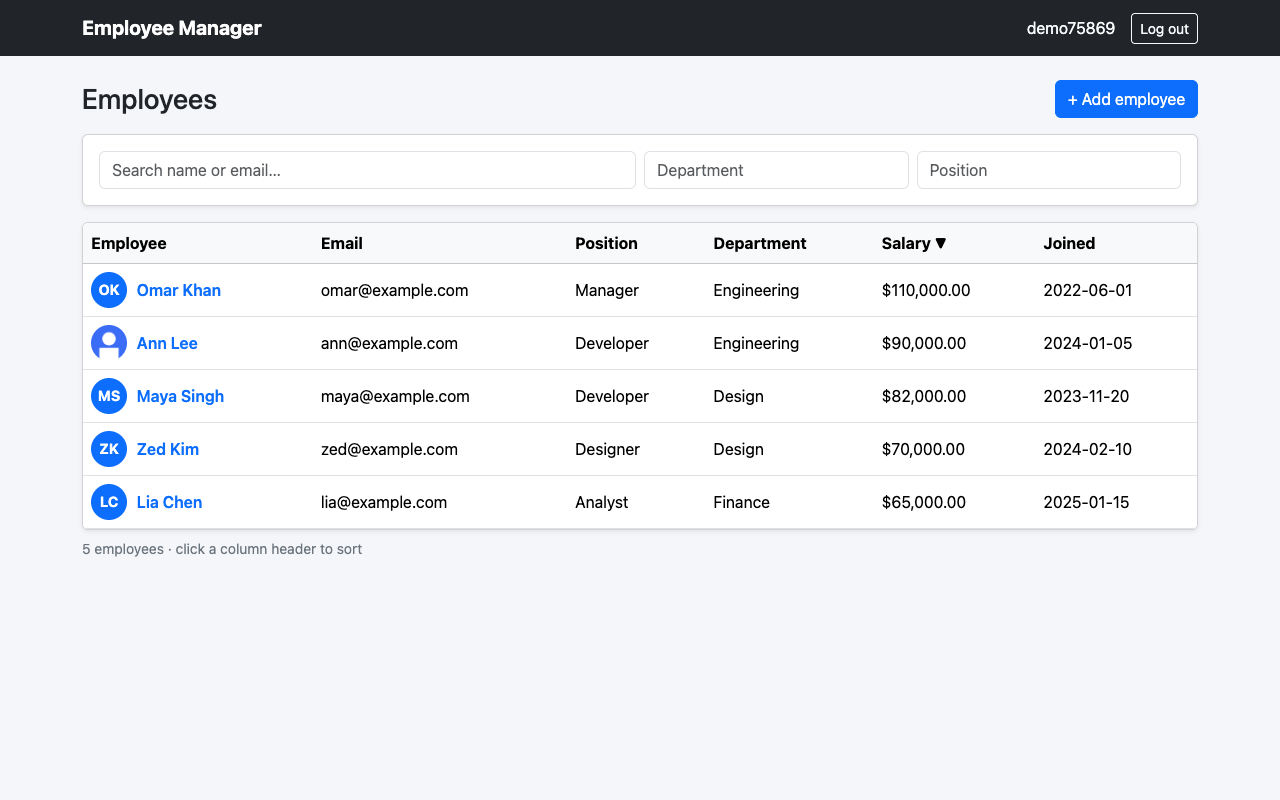 Employee Manager demo75869 Log out
Employees + Add employee
Search name or email... Department Position
Employee Email Position Department Salary ▼ Joined
OK Omar Khan omar@example.com Manager Engineering $110,000.00 2022-06-01
Ann Lee ann@example.com Developer Engineering $90,000.00 2024-01-05
MS Maya Singh maya@example.com Developer Design $82,000.00 2023-11-20
ZK Zed Kim zed@example.com Designer Design $70,000.00 2024-02-10
LC Lia Chen lia@example.com Analyst Finance $65,000.00 2025-01-15
5 employees · click a column header to sort